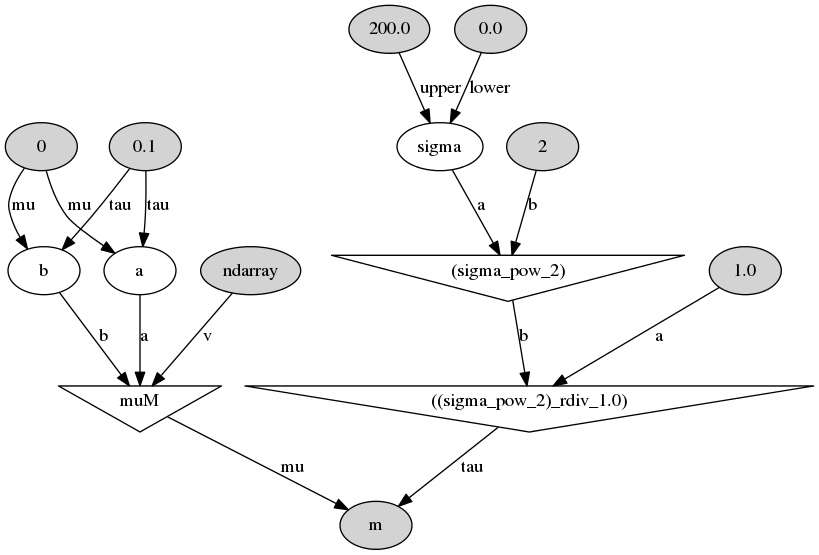 200.0
0.0
upper
lower
0
0.1
sigma
2
mu
mu
tau
tau
a
b
b
a
ndarray
(sigma_pow_2)
1.0
b
a
v
b
a
muM
((sigma_pow_2)_rdiv_1.0)
mu
tau
m